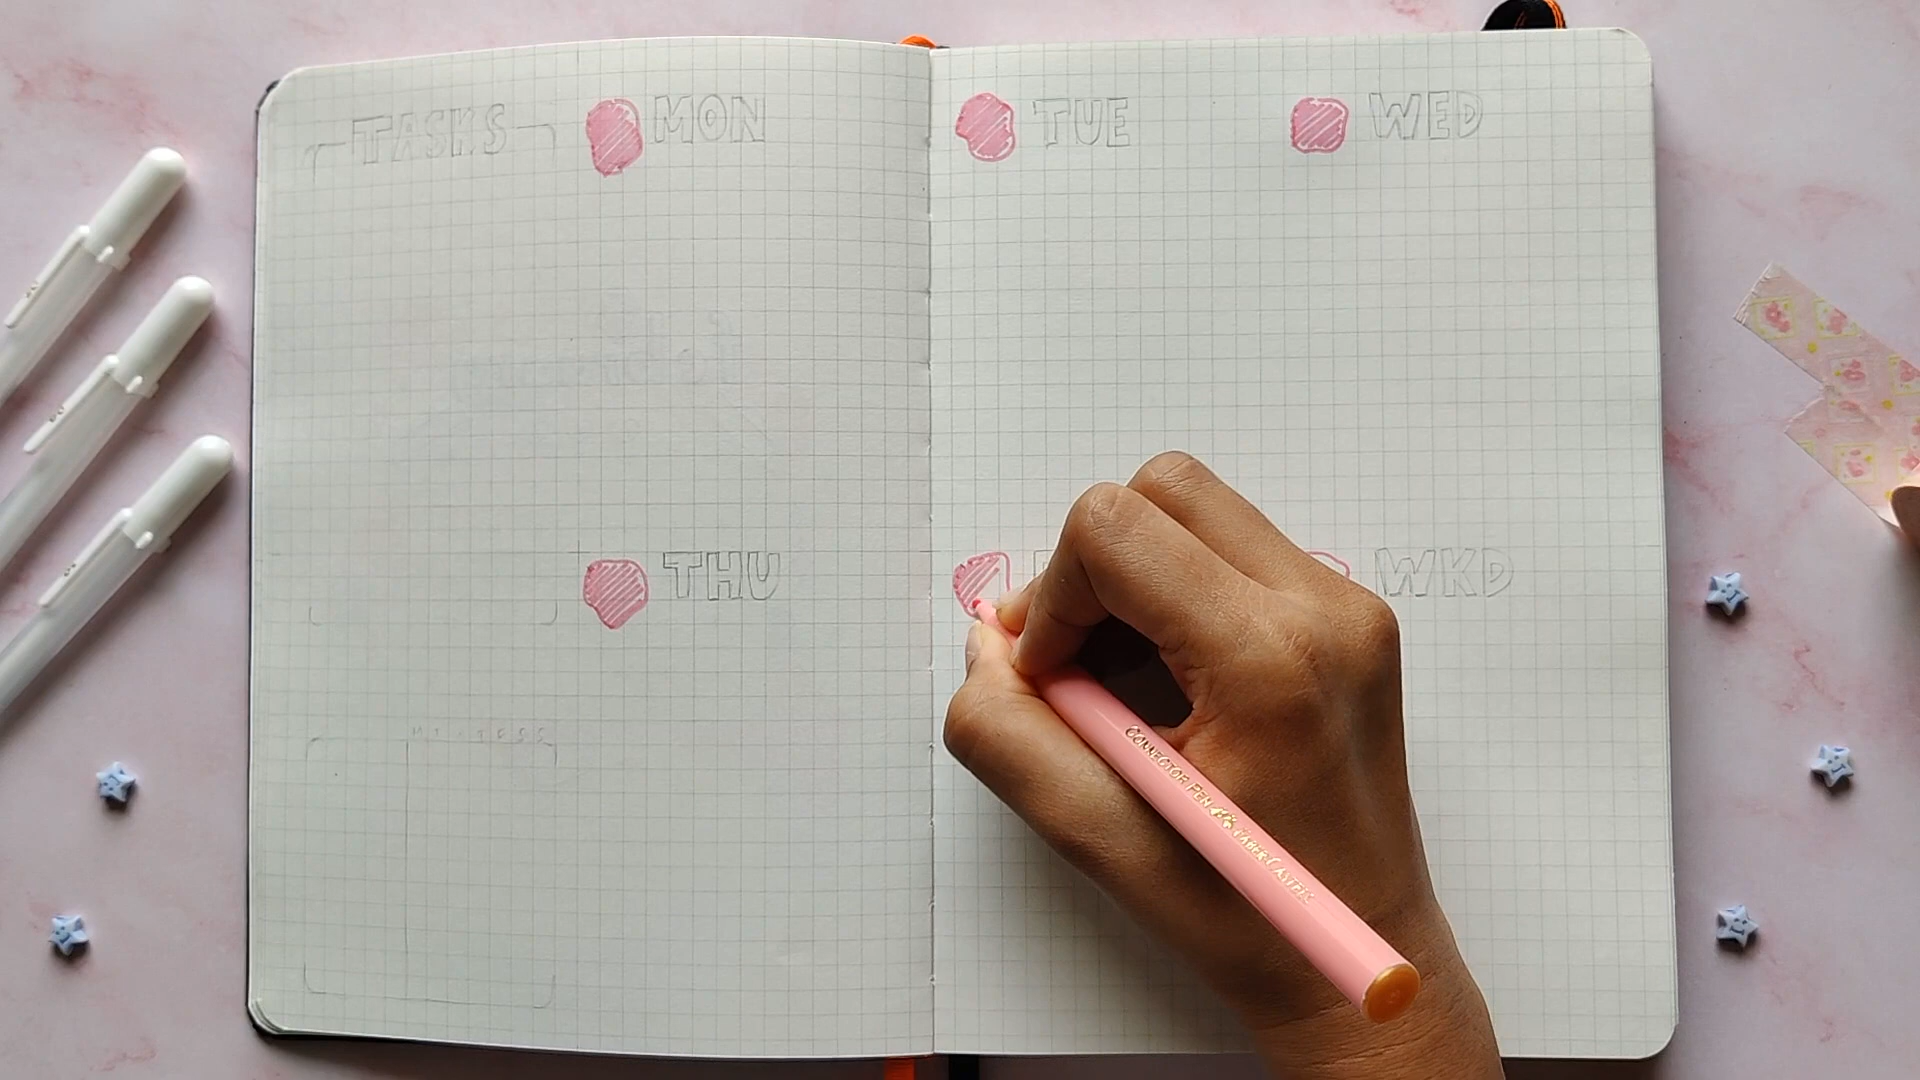 TASKS
MON
TUE
WED
THU
WKD
M T W T F S S
CONNECTOR PEN FABER-CASTELL